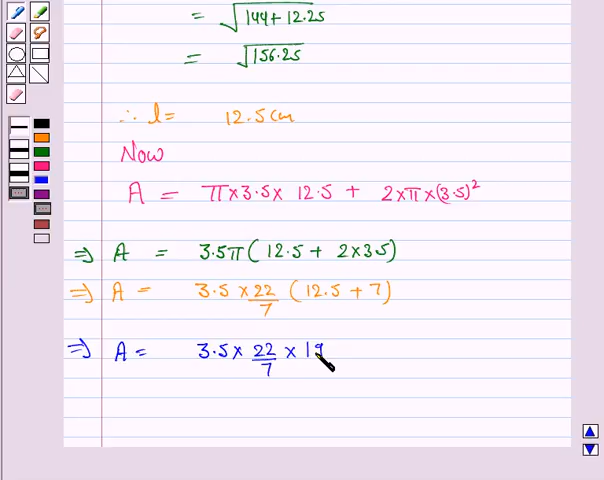 = √144 + 12.25
= √156.25
∴ l = 12.5 cm
Now
A = π×3.5× 12.5 + 2×π×(3.5)²
⇒ A = 3.5π ( 12.5 + 2×3.5)
⇒ A = 3.5 × 22/7 ( 12.5 + 7 )
⇒ A = 3.5 × 22/7 × 19